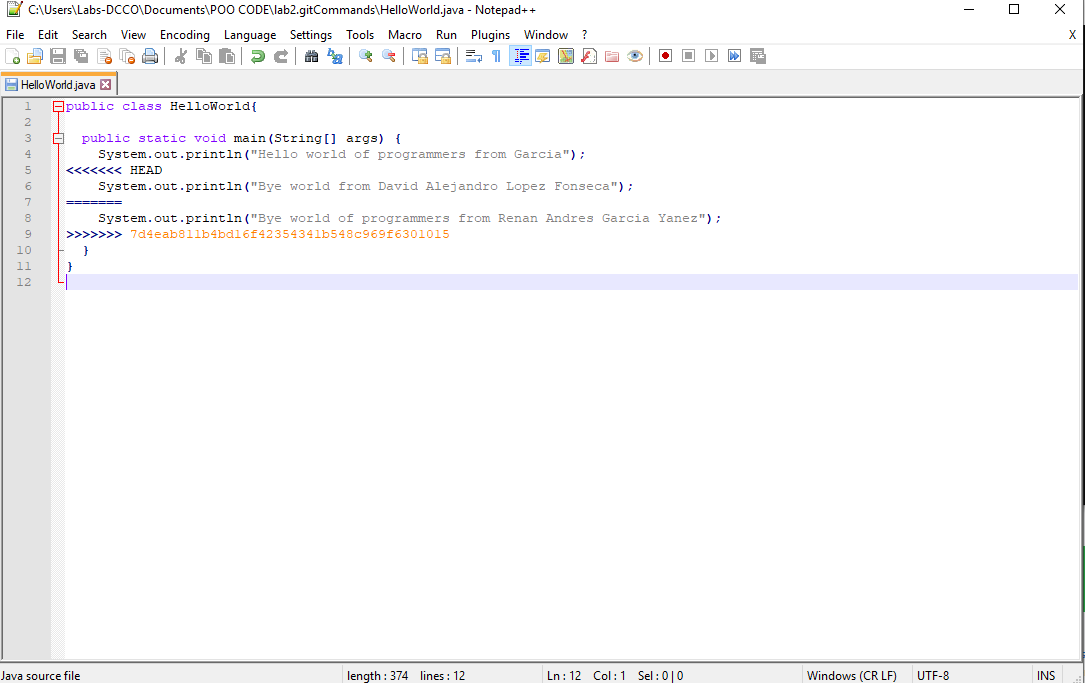 C:\Users\Labs-DCCO\Documents\POO CODE\lab2.gitCommands\HelloWorld.java - Notepad++
File Edit Search View Encoding Language Settings Tools Macro Run Plugins Window ? X
HelloWorld.java
1 public class HelloWorld{
2
3 public static void main(String[] args) {
4 System.out.println("Hello world of programmers from Garcia");
5 <<<<<<< HEAD
6 System.out.println("Bye world from David Alejandro Lopez Fonseca");
7 =======
8 System.out.println("Bye world of programmers from Renan Andres Garcia Yanez");
9 >>>>>>> 7d4eab811b4bd16f42354341b548c969f6301015
10 }
11 }
12
Java source file length : 374 lines : 12 Ln : 12 Col : 1 Sel : 0 | 0 Windows (CR LF) UTF-8 INS